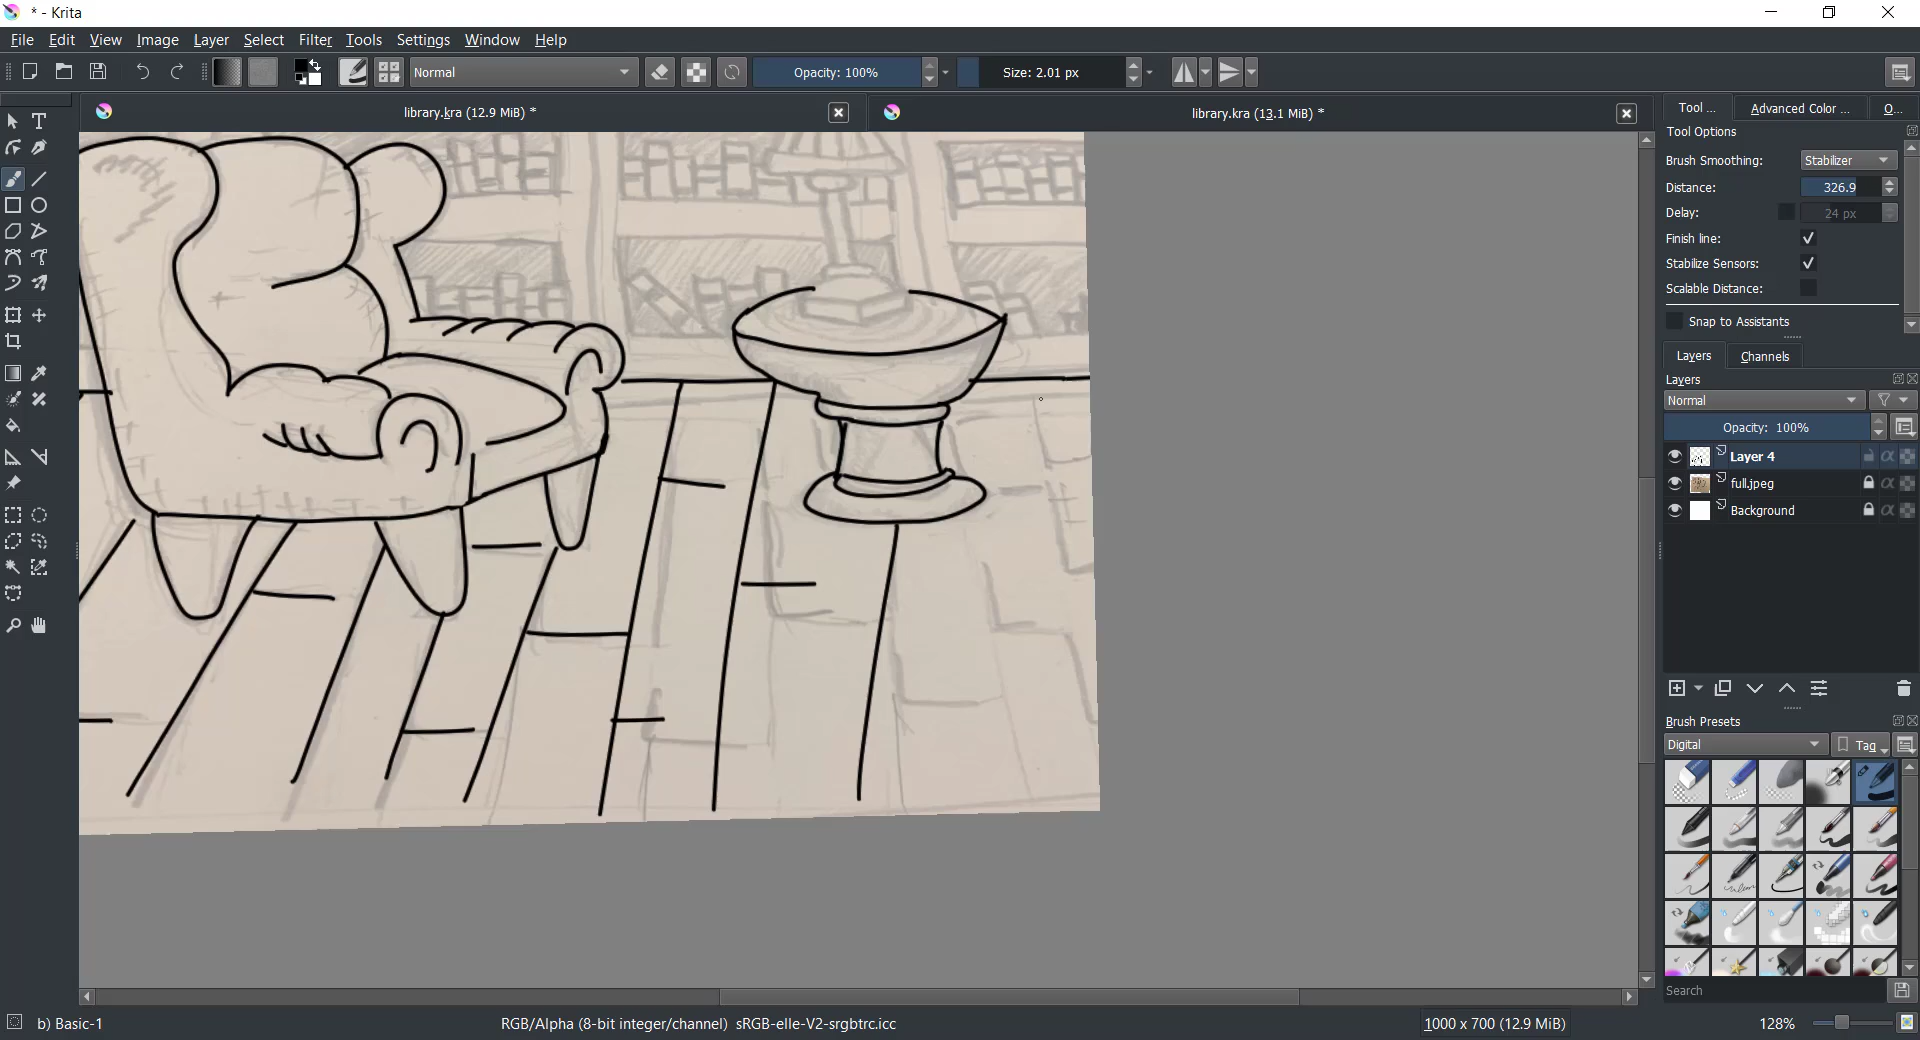 * - Krita
File Edit View Image Layer Select Filter Tools Settings Window Help
Normal Opacity: 100% Size: 2.01 px
library.kra (12.9 MiB) *
library.kra (13.1 MiB) *
Tool ... Advanced Color ... O...
Tool Options
Brush Smoothing: Stabilizer
Distance: 326.9
Delay: 24 px
Finish line:
Stabilize Sensors:
Scalable Distance:
Snap to Assistants
Layers Channels
Layers
Normal
Opacity: 100%
Layer 4
full.jpeg
Background
Brush Presets
Digital Tag
Search
b) Basic-1
RGB/Alpha (8-bit integer/channel) sRGB-elle-V2-srgbtrc.icc
1000 x 700 (12.9 MiB)
128%